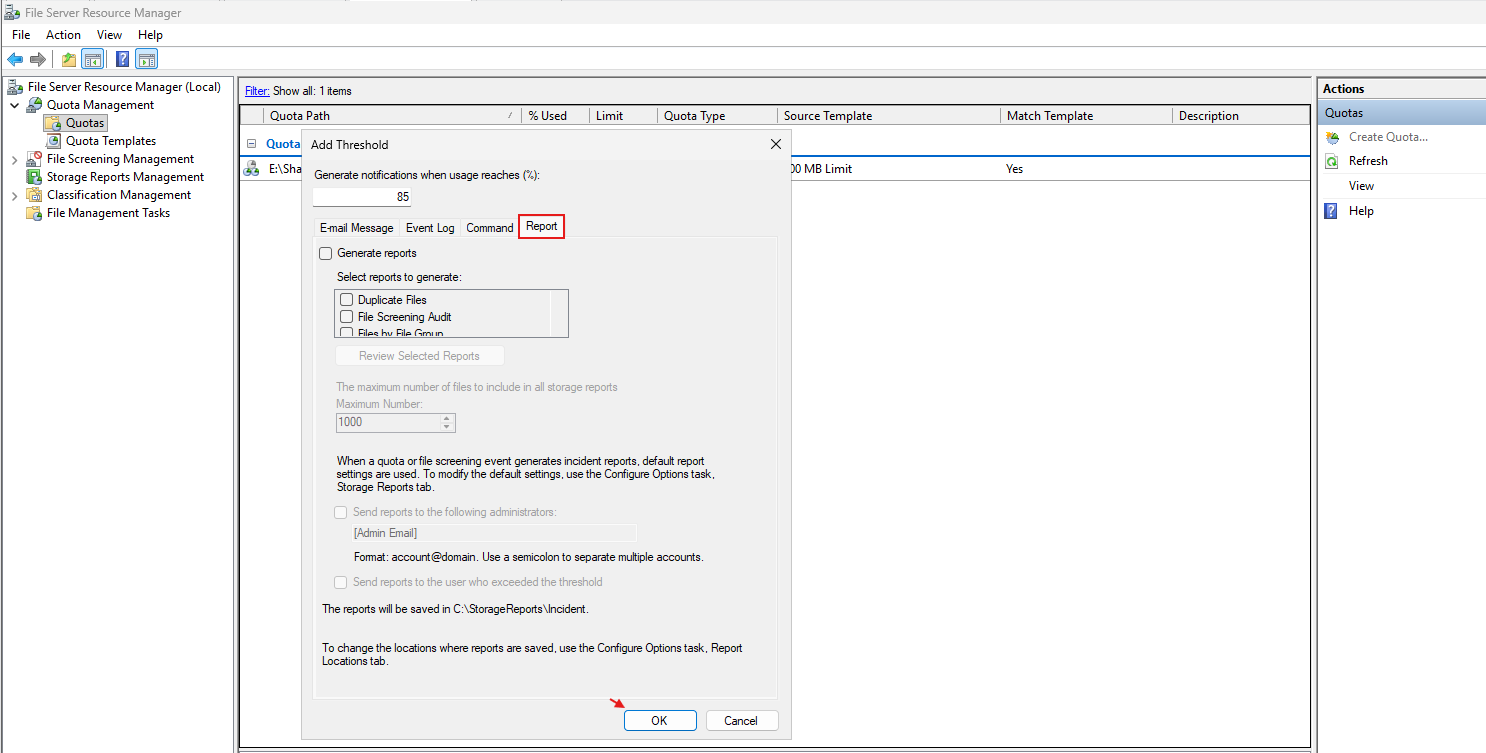 File Server Resource Manager
File Action View Help
File Server Resource Manager (Local)
Quota Management
Quotas
Quota Templates
File Screening Management
Storage Reports Management
Classification Management
File Management Tasks
Filter: Show all: 1 items
Quota Path / % Used Limit Quota Type Source Template Match Template Description
Quota
E:\Sha
00 MB Limit Yes
Add Threshold
Generate notifications when usage reaches (%):
85
E-mail Message Event Log Command Report
Generate reports
Select reports to generate:
Duplicate Files
File Screening Audit
Files by File Group
Review Selected Reports
The maximum number of files to include in all storage reports
Maximum Number:
1000
When a quota or file screening event generates incident reports, default report
settings are used. To modify the default settings, use the Configure Options task,
Storage Reports tab.
Send reports to the following administrators:
[Admin Email]
Format: account@domain. Use a semicolon to separate multiple accounts.
Send reports to the user who exceeded the threshold
The reports will be saved in C:\StorageReports\Incident.
To change the locations where reports are saved, use the Configure Options task, Report
Locations tab.
OK Cancel
Actions
Quotas
Create Quota...
Refresh
View
Help